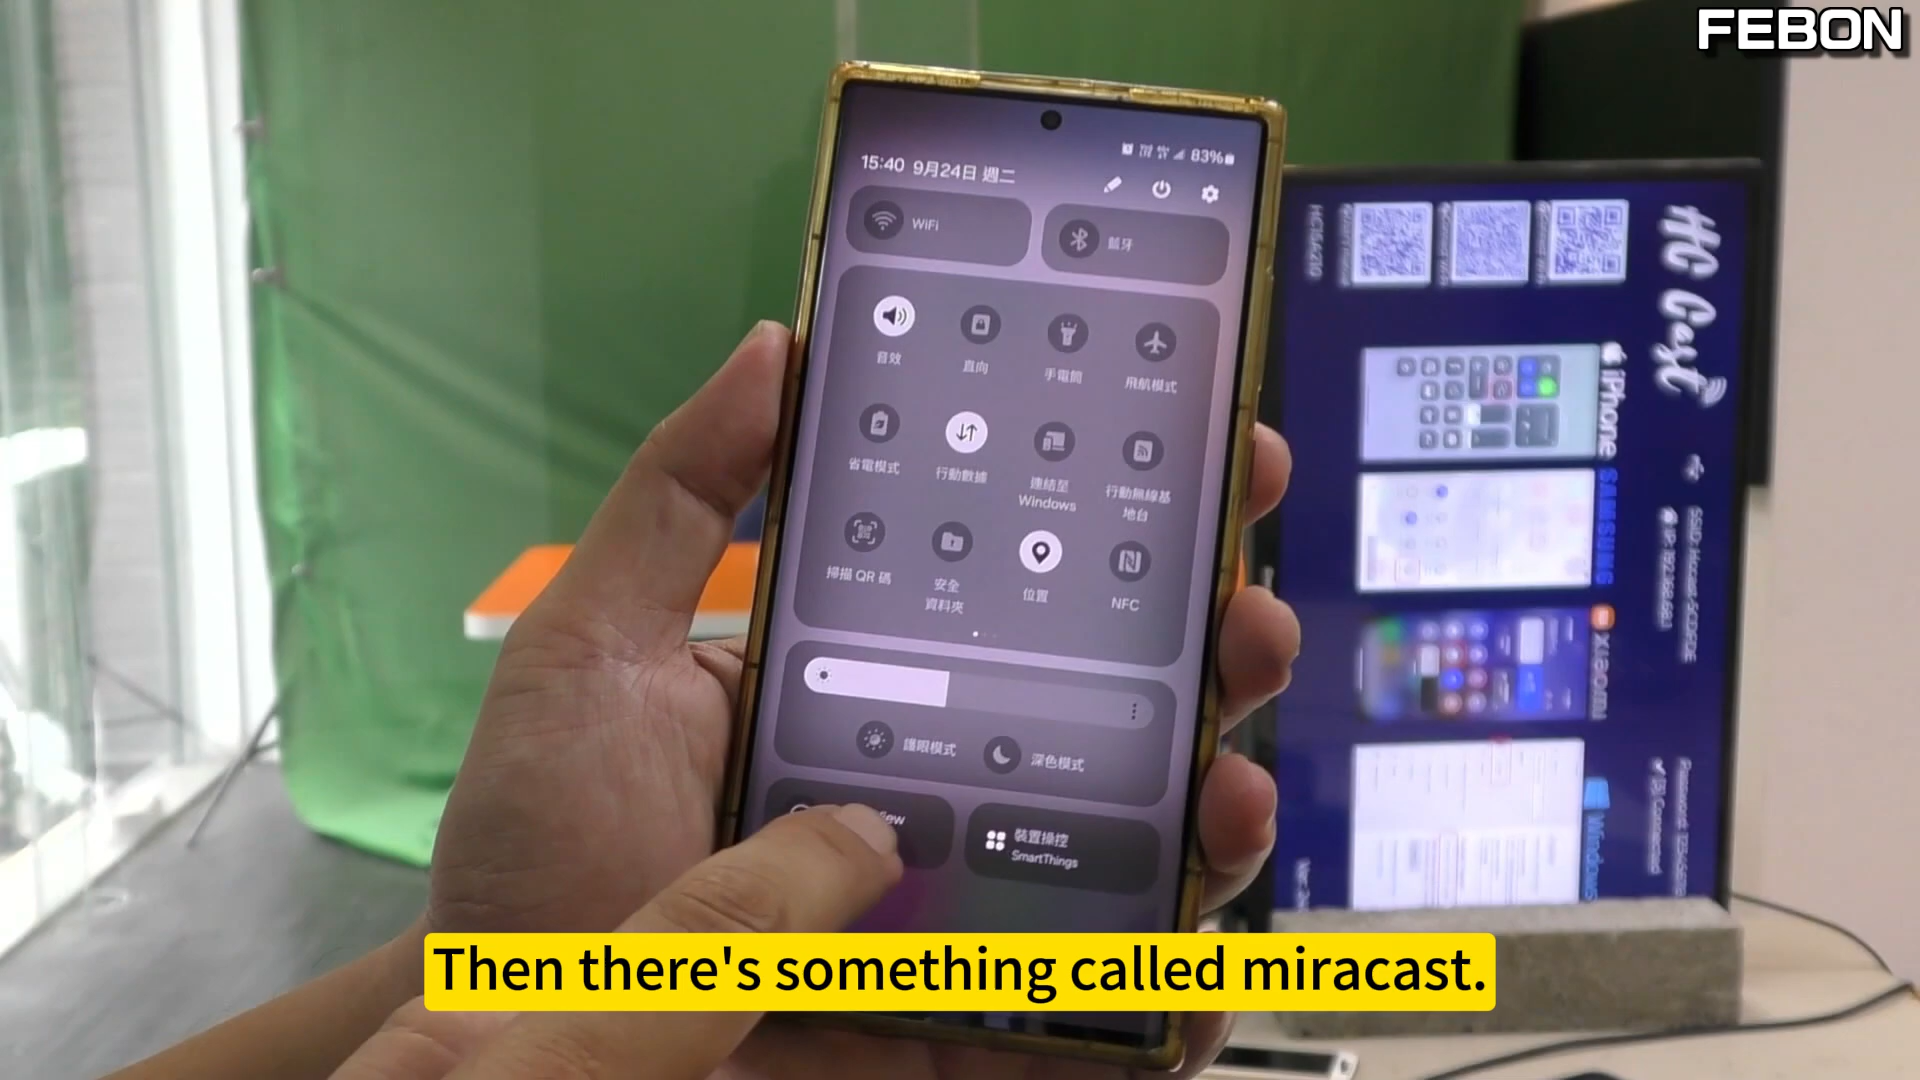 FEBON
15:40 9月24日 週二
83%
WiFi
藍牙
音效
直向
手電筒
飛航模式
省電模式
行動數據
連結至
Windows
行動無線基
地台
掃描 QR 碼
安全
資料夾
位置
NFC
護眼模式
深色模式
裝置操控
SmartThings
HC Cast
iPhone
SAMSUNG
XIAOMI
Windows
Then there's something called miracast.